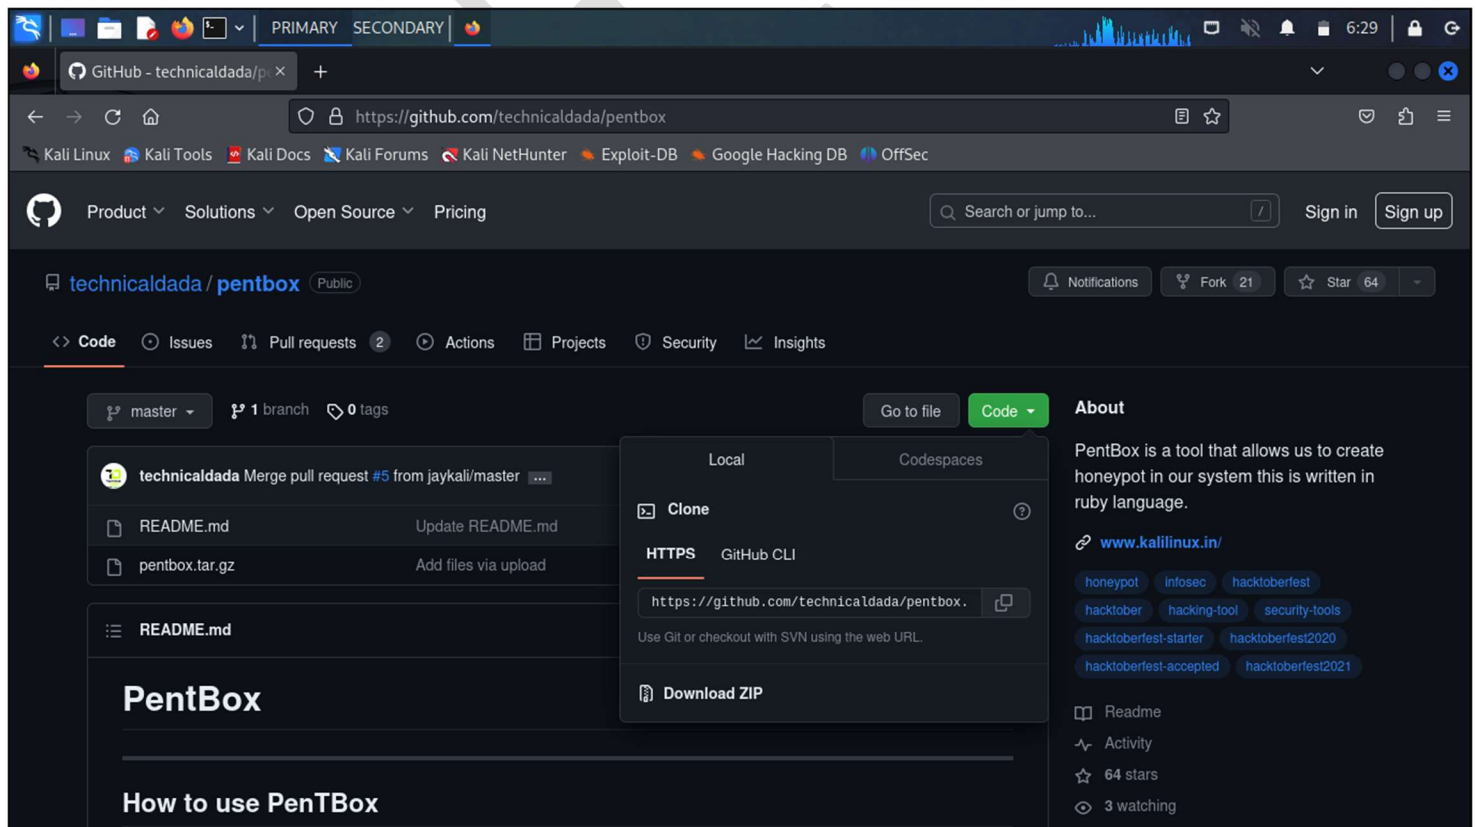 PRIMARY SECONDARY 6:29
GitHub - technicaldada/p
https://github.com/technicaldada/pentbox
Kali Linux Kali Tools Kali Docs Kali Forums Kali NetHunter Exploit-DB Google Hacking DB OffSec
Product Solutions Open Source Pricing Search or jump to... / Sign in Sign up
technicaldada / pentbox Public Notifications Fork 21 Star 64
Code Issues Pull requests 2 Actions Projects Security Insights
master 1 branch 0 tags Go to file Code
technicaldada Merge pull request #5 from jaykali/master ...
README.md Update README.md
pentbox.tar.gz Add files via upload
README.md
PentBox
How to use PenTBox
Local Codespaces
Clone
HTTPS GitHub CLI
https://github.com/technicaldada/pentbox.
Use Git or checkout with SVN using the web URL.
Download ZIP
About
PentBox is a tool that allows us to create
honeypot in our system this is written in
ruby language.
www.kalilinux.in/
honeypot infosec hacktoberfest
hacktober hacking-tool security-tools
hacktoberfest-starter hacktoberfest2020
hacktoberfest-accepted hacktoberfest2021
Readme
Activity
64 stars
3 watching